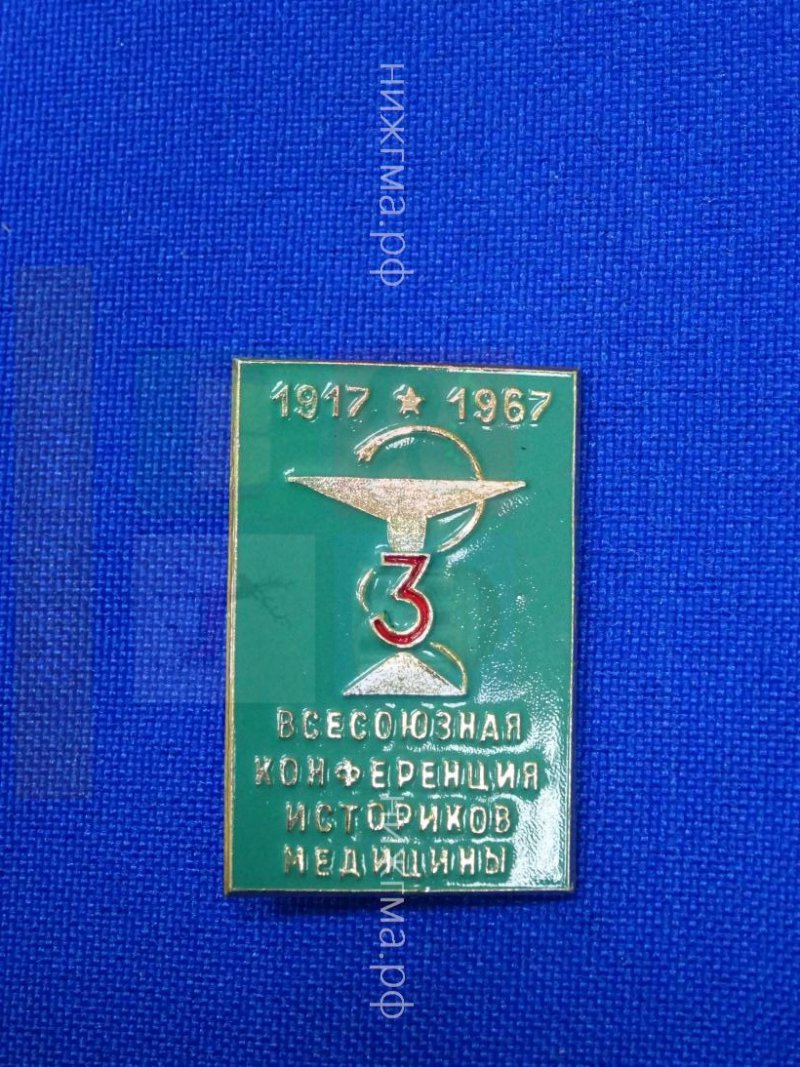 нижгма.рф
1917 ★ 1967
3
ВСЕСОЮЗНАЯ
КОНФЕРЕНЦИЯ
ИСТОРИКОВ
МЕДИЦИНЫ
нижгма.рф